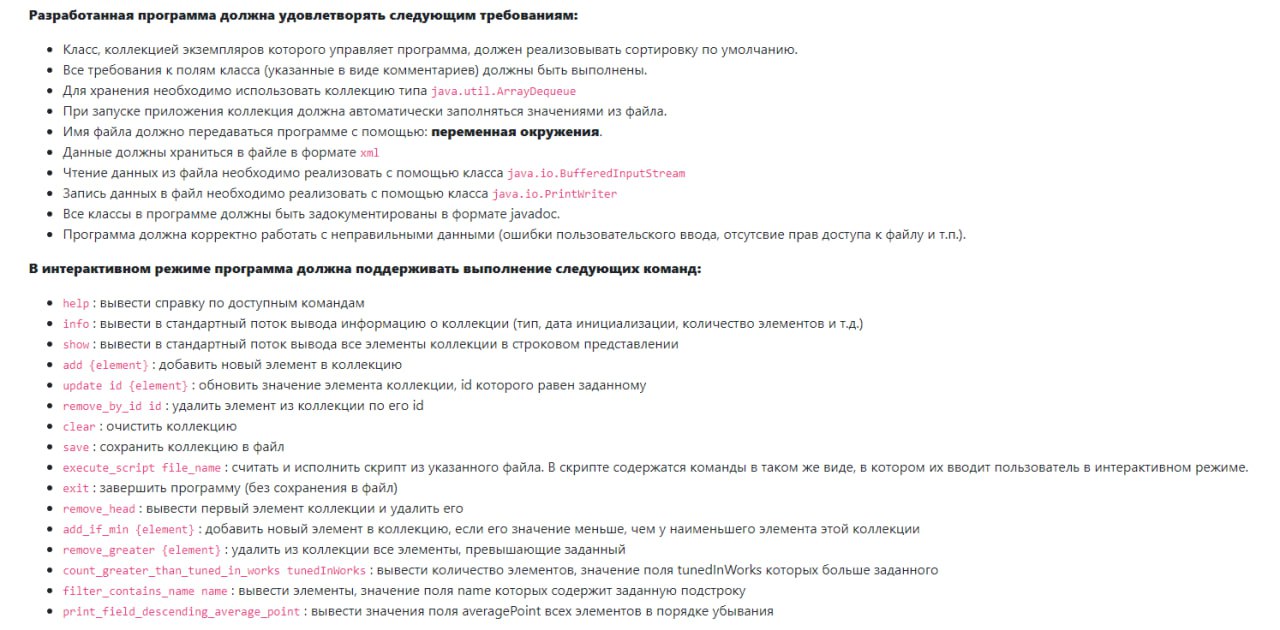 Разработанная программа должна удовлетворять следующим требованиям:
• Класс, коллекцией экземпляров которого управляет программа, должен реализовывать сортировку по умолчанию.
• Все требования к полям класса (указанные в виде комментариев) должны быть выполнены.
• Для хранения необходимо использовать коллекцию типа java.util.ArrayDequeue
• При запуске приложения коллекция должна автоматически заполняться значениями из файла.
• Имя файла должно передаваться программе с помощью: переменная окружения.
• Данные должны храниться в файле в формате xml
• Чтение данных из файла необходимо реализовать с помощью класса java.io.BufferedInputStream
• Запись данных в файл необходимо реализовать с помощью класса java.io.PrintWriter
• Все классы в программе должны быть задокументированы в формате javadoc.
• Программа должна корректно работать с неправильными данными (ошибки пользовательского ввода, отсутсвие прав доступа к файлу и т.п.).
В интерактивном режиме программа должна поддерживать выполнение следующих команд:
• help : вывести справку по доступным командам
• info : вывести в стандартный поток вывода информацию о коллекции (тип, дата инициализации, количество элементов и т.д.)
• show : вывести в стандартный поток вывода все элементы коллекции в строковом представлении
• add {element} : добавить новый элемент в коллекцию
• update id {element} : обновить значение элемента коллекции, id которого равен заданному
• remove_by_id id : удалить элемент из коллекции по его id
• clear : очистить коллекцию
• save : сохранить коллекцию в файл
• execute_script file_name : считать и исполнить скрипт из указанного файла. В скрипте содержатся команды в таком же виде, в котором их вводит пользователь в интерактивном режиме.
• exit : завершить программу (без сохранения в файл)
• remove_head : вывести первый элемент коллекции и удалить его
• add_if_min {element} : добавить новый элемент в коллекцию, если его значение меньше, чем у наименьшего элемента этой коллекции
• remove_greater {element} : удалить из коллекции все элементы, превышающие заданный
• count_greater_than_tuned_in_works tunedInWorks : вывести количество элементов, значение поля tunedInWorks которых больше заданного
• filter_contains_name name : вывести элементы, значение поля name которых содержит заданную подстроку
• print_field_descending_average_point : вывести значения поля averagePoint всех элементов в порядке убывания